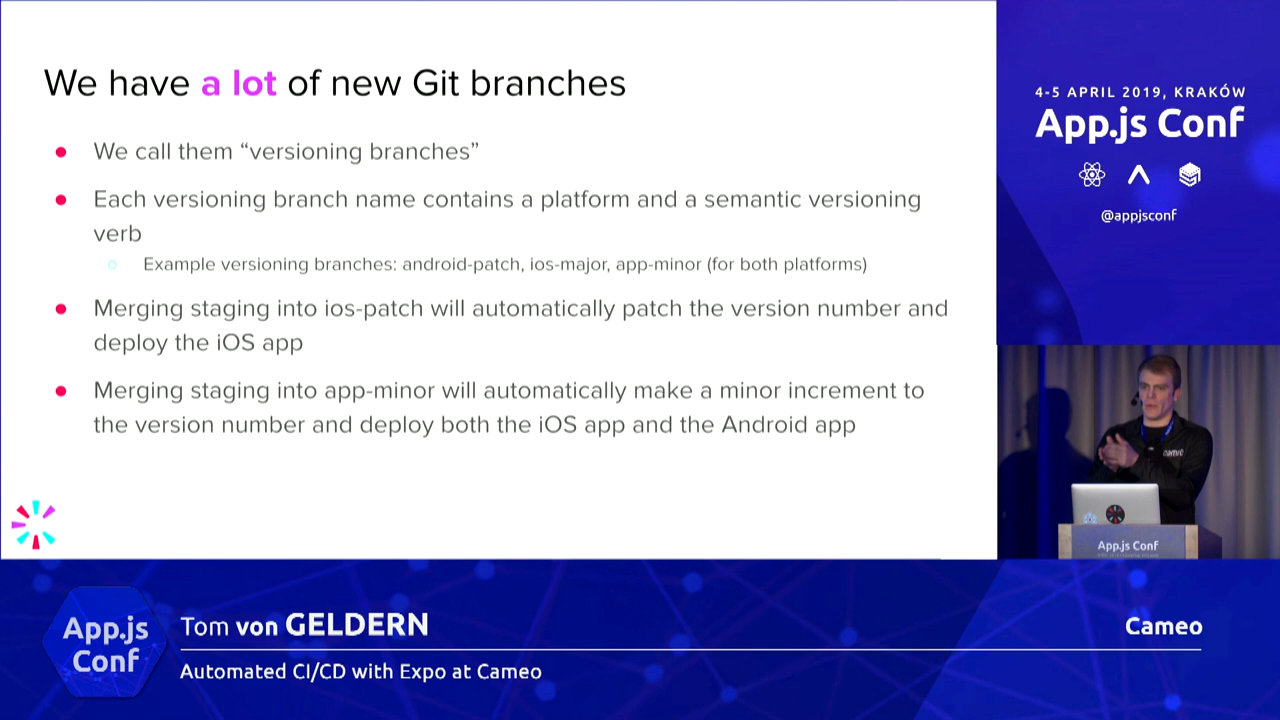 We have a lot of new Git branches
We call them “versioning branches”
Each versioning branch name contains a platform and a semantic versioning
verb
Example versioning branches: android-patch, ios-major, app-minor (for both platforms)
Merging staging into ios-patch will automatically patch the version number and
deploy the iOS app
Merging staging into app-minor will automatically make a minor increment to
the version number and deploy both the iOS app and the Android app
4-5 APRIL 2019, KRAKÓW
App.js Conf
@appjsconf
cameo
App.js Conf
App.js
Conf
Tom von GELDERN
Cameo
Automated CI/CD with Expo at Cameo